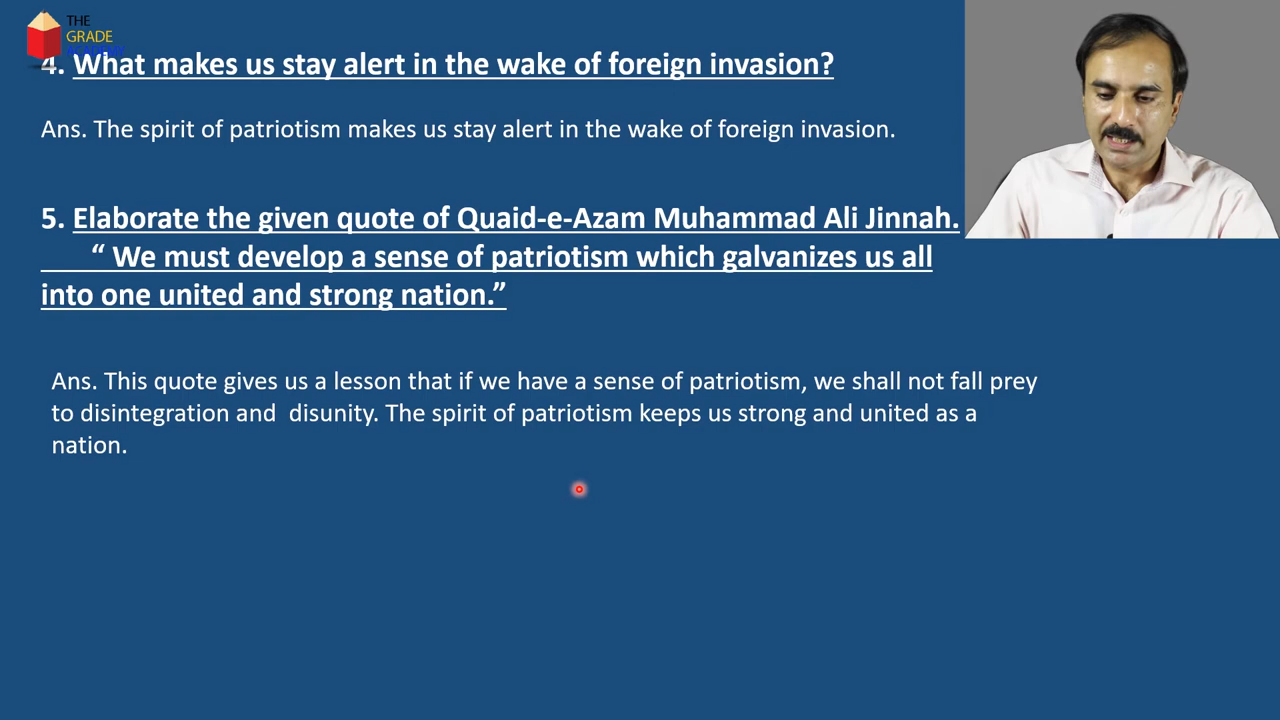 THE
GRADE
ACADEMY
4. What makes us stay alert in the wake of foreign invasion?
Ans. The spirit of patriotism makes us stay alert in the wake of foreign invasion.
5. Elaborate the given quote of Quaid-e-Azam Muhammad Ali Jinnah.
“ We must develop a sense of patriotism which galvanizes us all
into one united and strong nation.”
Ans. This quote gives us a lesson that if we have a sense of patriotism, we shall not fall prey
to disintegration and  disunity. The spirit of patriotism keeps us strong and united as a
nation.